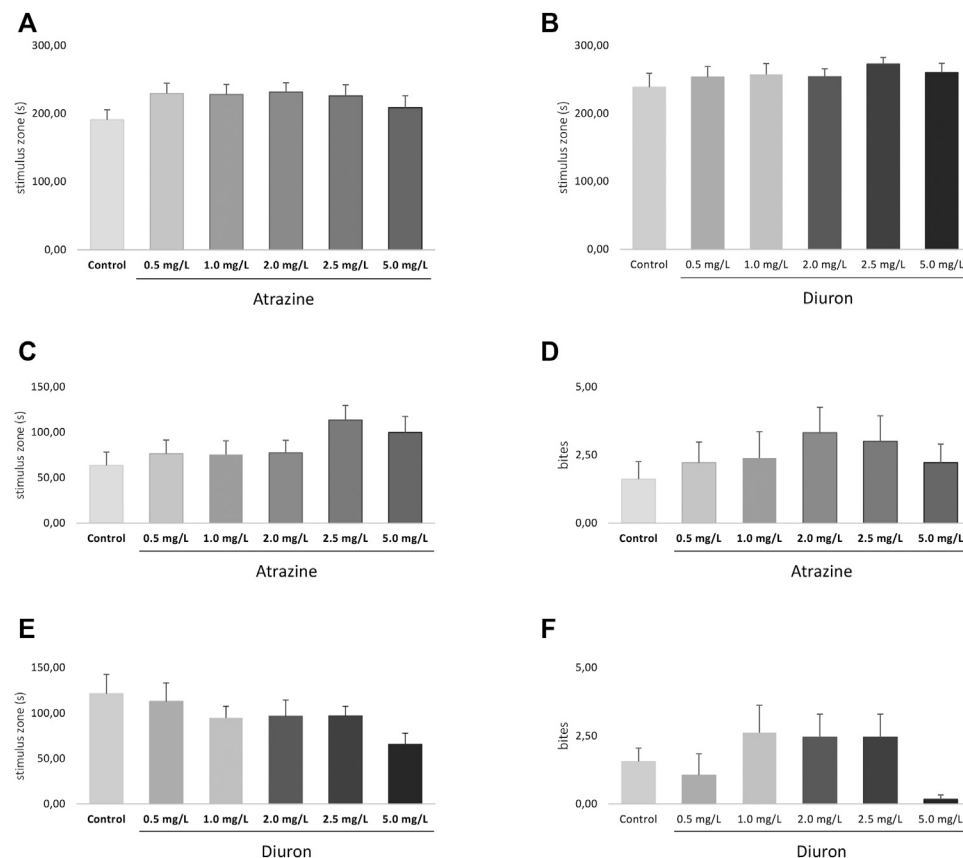 A
300,00
200,00
100,00
0,00
stimulus zone (s)
Control 0.5 mg/L 1.0 mg/L 2.0 mg/L 2.5 mg/L 5.0 mg/L
Atrazine
B
300,00
200,00
100,00
0,00
stimulus zone (s)
Control 0.5 mg/L 1.0 mg/L 2.0 mg/L 2.5 mg/L 5.0 mg/L
Diuron
C
150,00
100,00
50,00
0,00
stimulus zone (s)
Control 0.5 mg/L 1.0 mg/L 2.0 mg/L 2.5 mg/L 5.0 mg/L
Atrazine
D
5,00
2,50
0,00
bites
Control 0.5 mg/L 1.0 mg/L 2.0 mg/L 2.5 mg/L 5.0 mg/L
Atrazine
E
150,00
100,00
50,00
0,00
stimulus zone (s)
Control 0.5 mg/L 1.0 mg/L 2.0 mg/L 2.5 mg/L 5.0 mg/L
Diuron
F
5,00
2,50
0,00
bites
Control 0.5 mg/L 1.0 mg/L 2.0 mg/L 2.5 mg/L 5.0 mg/L
Diuron